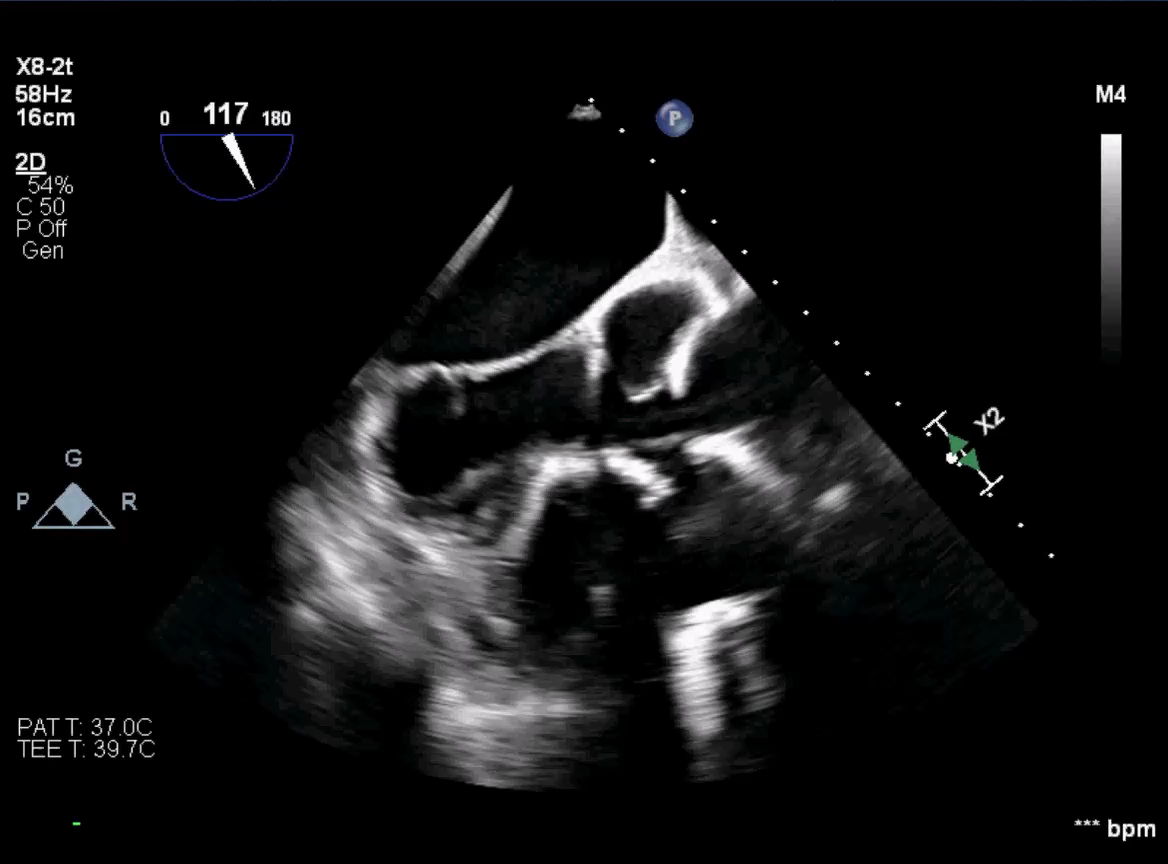 X8-2t
58Hz
16cm
2D
54%
C 50
P Off
Gen
0 117 180
P
M4
X2
G
P R
PAT T: 37.0C
TEE T: 39.7C
*** bpm